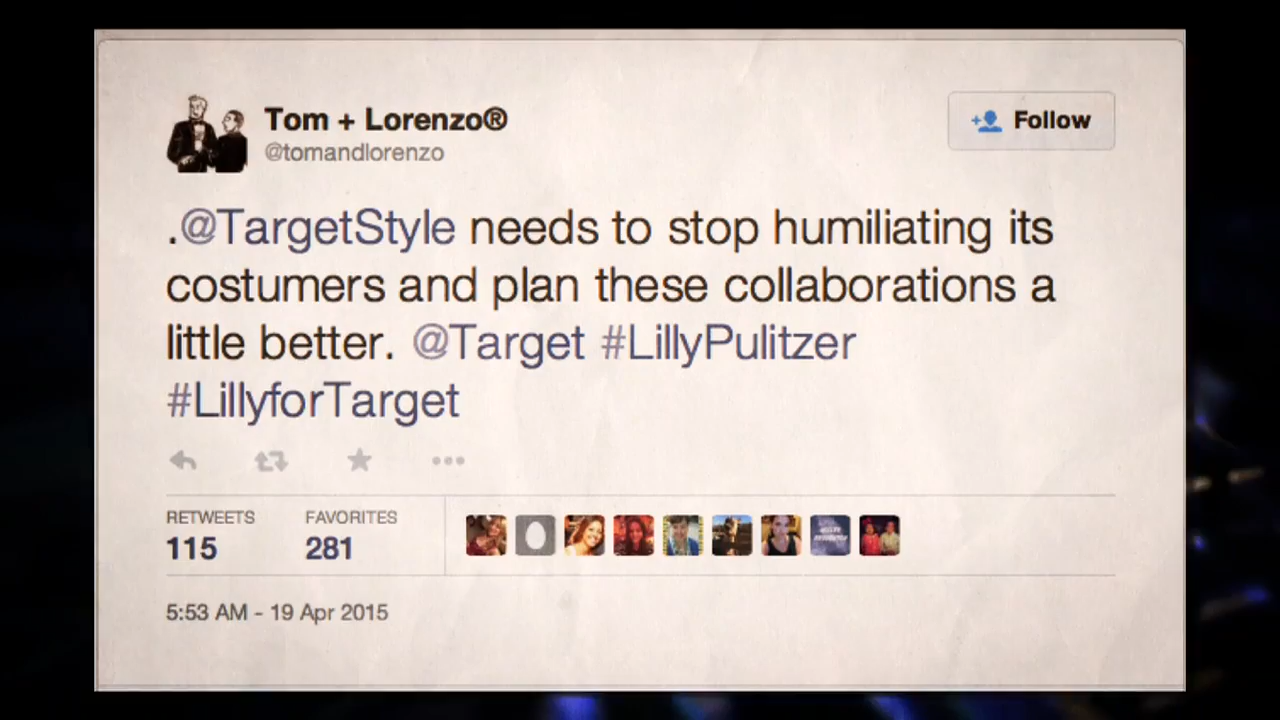 Tom + Lorenzo®
@tomandlorenzo
Follow
.@TargetStyle needs to stop humiliating its
costumers and plan these collaborations a
little better. @Target #LillyPulitzer
#LillyforTarget
RETWEETS FAVORITES
115 281
5:53 AM - 19 Apr 2015